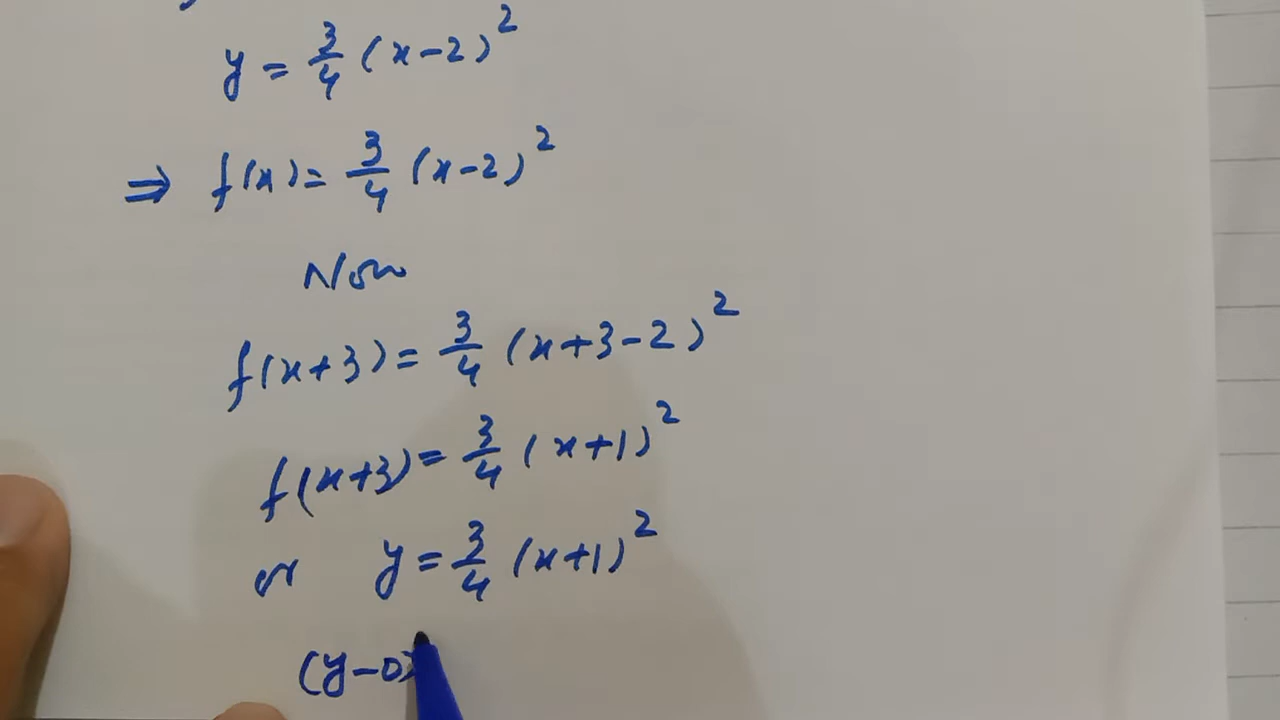 y = 3/4 (x-2)²
⇒ f(x) = 3/4 (x-2)²
Now
f(x+3) = 3/4 (x+3-2)²
f(x+3) = 3/4 (x+1)²
or y = 3/4 (x+1)²
(y-0)